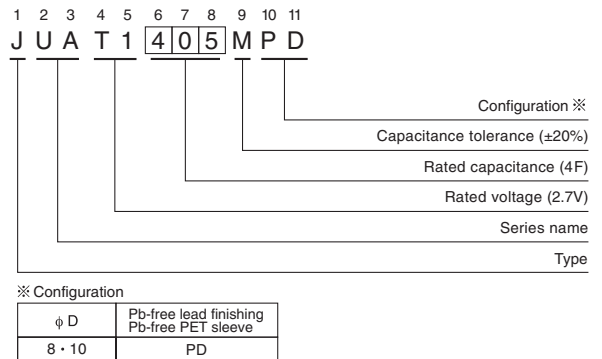 1 2 3 4 5 6 7 8 9 10 11
J U A T 1 4 0 5 M P D
Configuration ※
Capacitance tolerance (±20%)
Rated capacitance (4F)
Rated voltage (2.7V)
Series name
Type
※ Configuration
ϕ D Pb-free lead finishing
Pb-free PET sleeve
8・10 PD